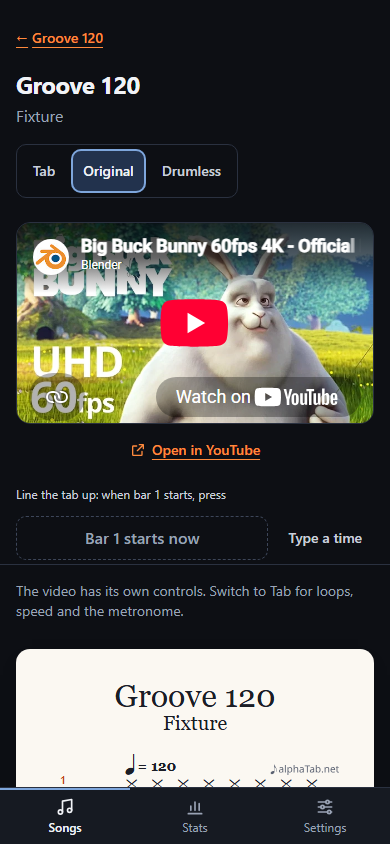 ← Groove 120
Groove 120
Fixture
Tab Original Drumless
Big Buck Bunny 60fps 4K - Official
Blender
BUNNY
UHD
60fps
Watch on YouTube
Open in YouTube
Line the tab up: when bar 1 starts, press
Bar 1 starts now Type a time
The video has its own controls. Switch to Tab for loops,
speed and the metronome.
Groove 120
Fixture
= 120
alphaTab.net
1
Songs Stats Settings